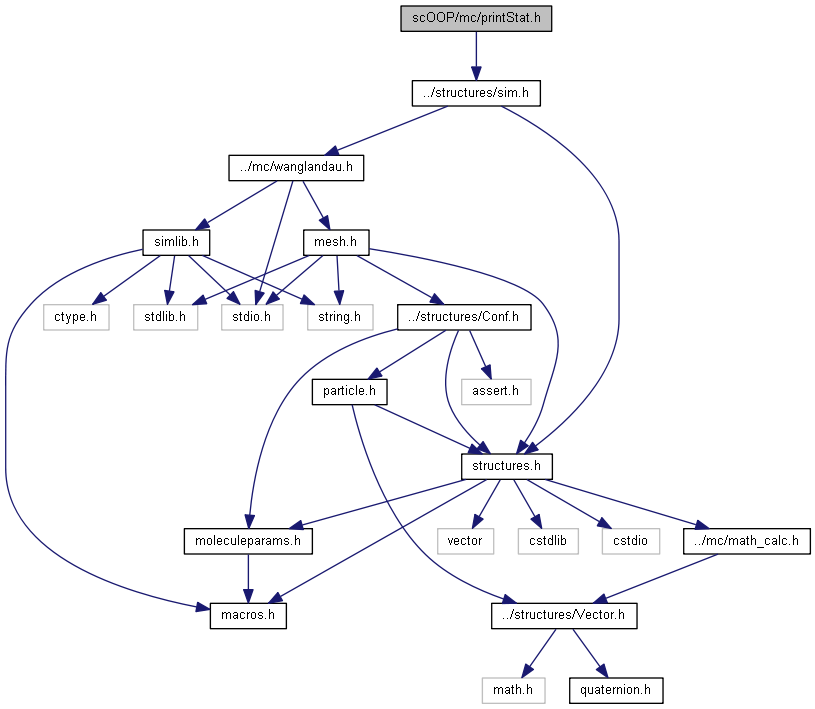 scOOP/mc/printStat.h
../structures/sim.h
../mc/wanglandau.h
simlib.h
mesh.h
ctype.h
stdlib.h
stdio.h
string.h
../structures/Conf.h
particle.h
assert.h
structures.h
moleculeparams.h
vector
cstdlib
cstdio
../mc/math_calc.h
macros.h
../structures/Vector.h
math.h
quaternion.h